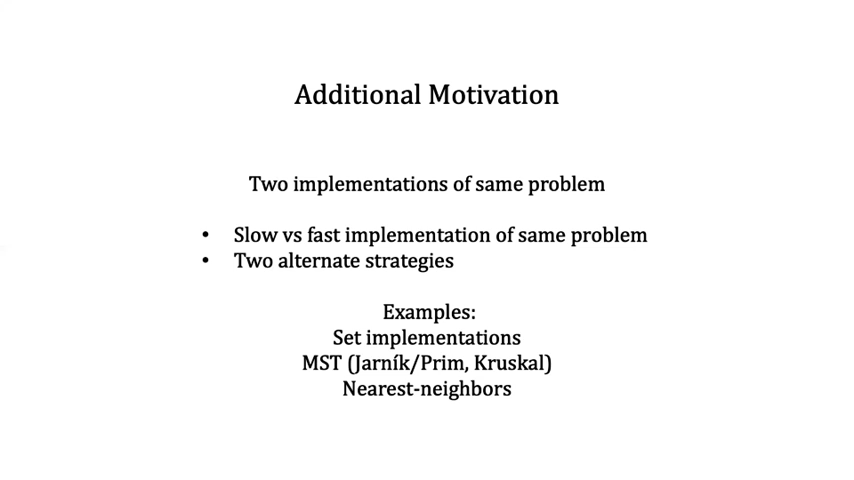 Additional Motivation
Two implementations of same problem
• Slow vs fast implementation of same problem
• Two alternate strategies
Examples:
Set implementations
MST (Jarník/Prim, Kruskal)
Nearest-neighbors